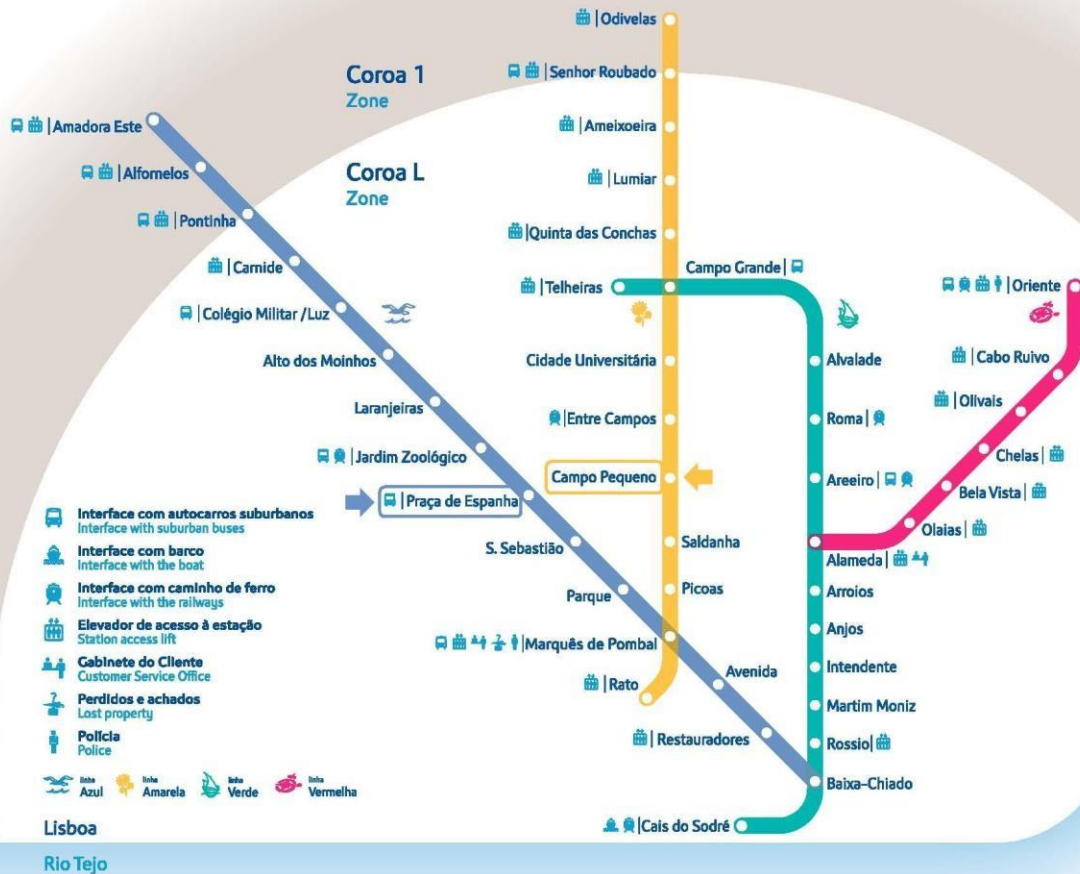 Odivelas
Coroa 1
Zone
Senhor Roubado
Amadora Este
Ameixoeira
Alfornelos
Coroa L
Zone
Lumiar
Pontinha
Quinta das Conchas
Carnide
Campo Grande
Telheiras
Oriente
Colégio Militar /Luz
Alto dos Moinhos
Cidade Universitária
Alvalade
Cabo Ruivo
Laranjeiras
Entre Campos
Roma
Olivais
Jardim Zoológico
Chelas
Campo Pequeno
Areeiro
Bela Vista
Praça de Espanha
Olaias
S. Sebastião
Saldanha
Alameda
Parque
Picoas
Arroios
Anjos
Marquês de Pombal
Avenida
Intendente
Rato
Martim Moniz
Restauradores
Rossio
Baixa-Chiado
Cais do Sodré
Interface com autocarros suburbanos
Interface with suburban buses
Interface com barco
Interface with the boat
Interface com caminho de ferro
Interface with the railways
Elevador de acesso à estação
Station access lift
Gabinete do Cliente
Customer Service Office
Perdidos e achados
Lost property
Polícia
Police
linha Azul
linha Amarela
linha Verde
linha Vermelha
Lisboa
Rio Tejo